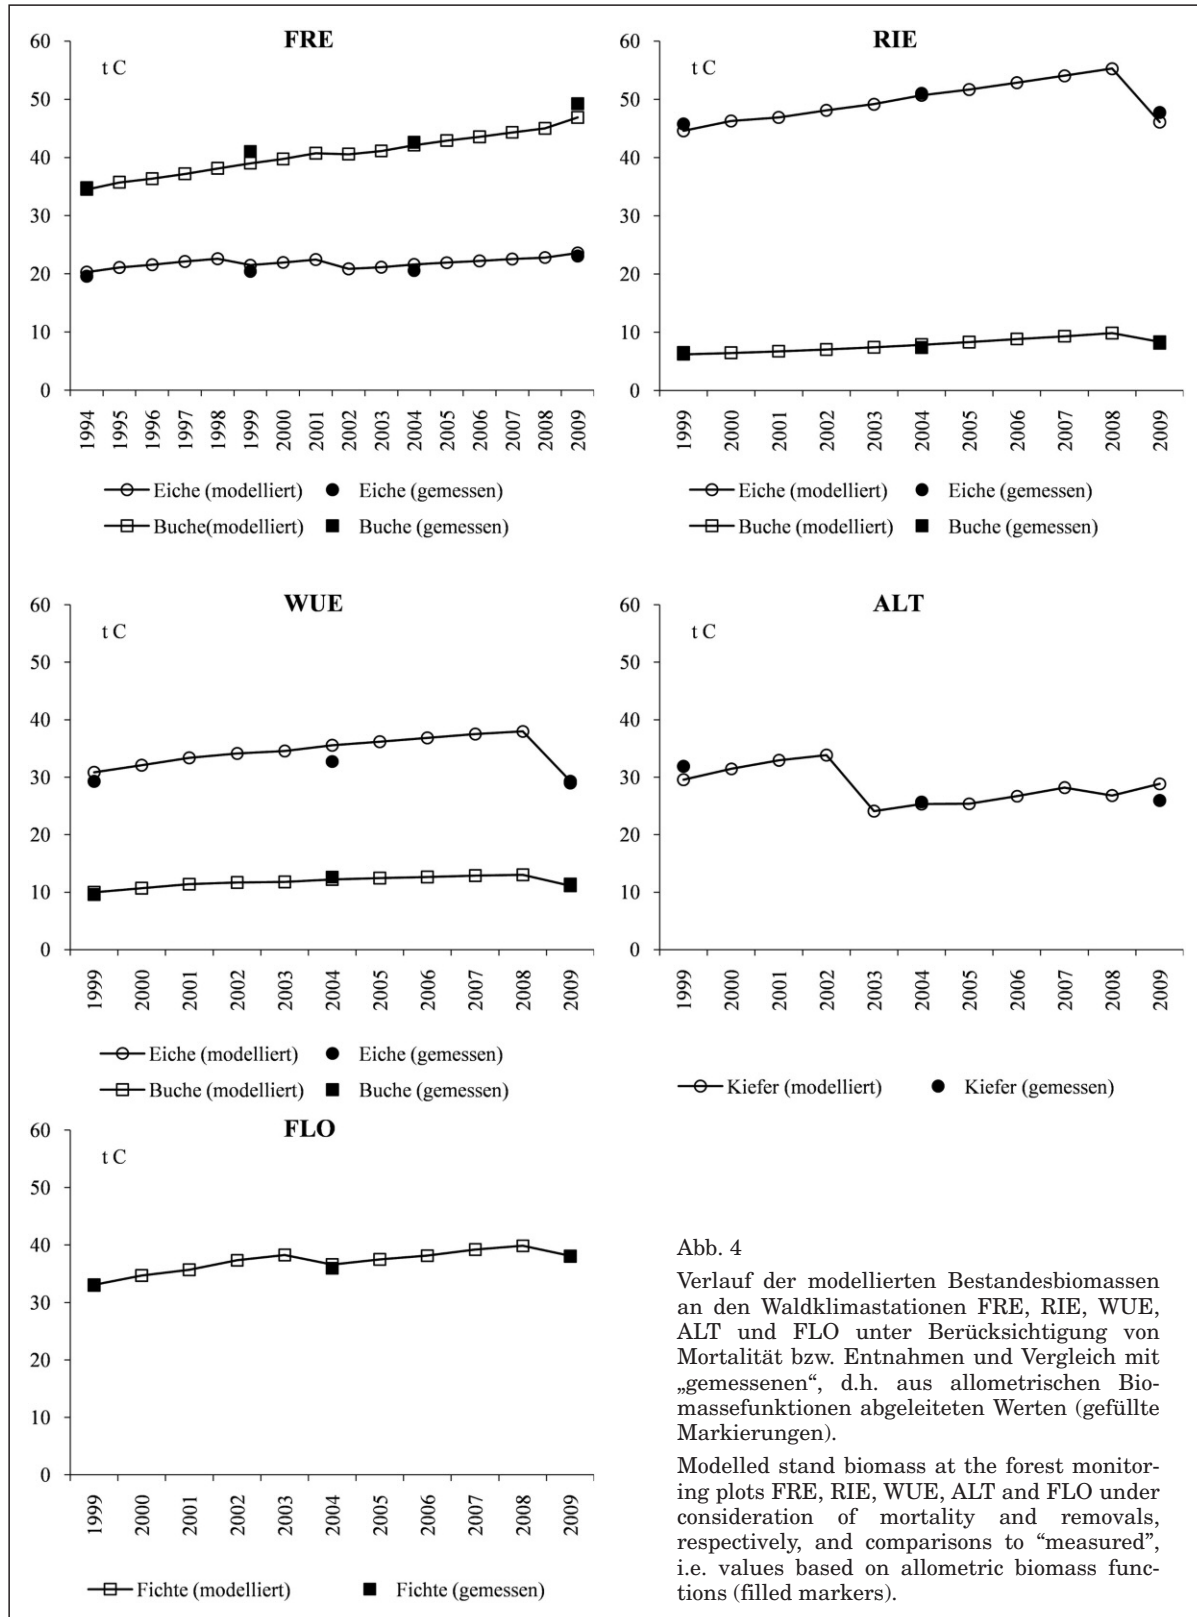 FRE
t C
60
50
40
30
20
10
0
1994
1995
1996
1997
1998
1999
2000
2001
2002
2003
2004
2005
2006
2007
2008
2009
Eiche (modelliert) Eiche (gemessen)
Buche(modelliert) Buche (gemessen)
RIE
t C
60
50
40
30
20
10
0
1999
2000
2001
2002
2003
2004
2005
2006
2007
2008
2009
Eiche (modelliert) Eiche (gemessen)
Buche (modelliert) Buche (gemessen)
WUE
t C
60
50
40
30
20
10
0
1999
2000
2001
2002
2003
2004
2005
2006
2007
2008
2009
Eiche (modelliert) Eiche (gemessen)
Buche (modelliert) Buche (gemessen)
ALT
t C
60
50
40
30
20
10
0
1999
2000
2001
2002
2003
2004
2005
2006
2007
2008
2009
Kiefer (modelliert) Kiefer (gemessen)
FLO
t C
60
50
40
30
20
10
0
1999
2000
2001
2002
2003
2004
2005
2006
2007
2008
2009
Fichte (modelliert) Fichte (gemessen)
Abb. 4
Verlauf der modellierten Bestandesbiomassen
an den Waldklimastationen FRE, RIE, WUE,
ALT und FLO unter Berücksichtigung von
Mortalität bzw. Entnahmen und Vergleich mit
„gemessenen“, d.h. aus allometrischen Bio-
massefunktionen abgeleiteten Werten (gefüllte
Markierungen).
Modelled stand biomass at the forest monitor-
ing plots FRE, RIE, WUE, ALT and FLO under
consideration of mortality and removals,
respectively, and comparisons to “measured”,
i.e. values based on allometric biomass func-
tions (filled markers).